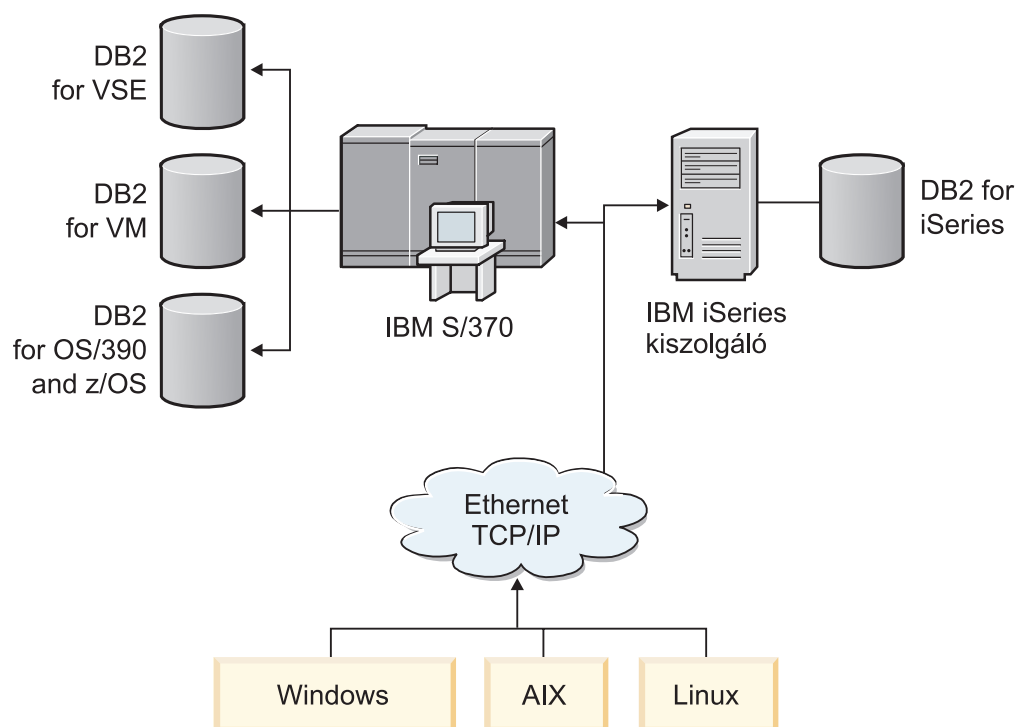 DB2
for VSE
DB2
for VM
DB2
for OS/390
and z/OS
IBM S/370
IBM iSeries
kiszolgáló
DB2 for
iSeries
Ethernet
TCP/IP
Windows
AIX
Linux